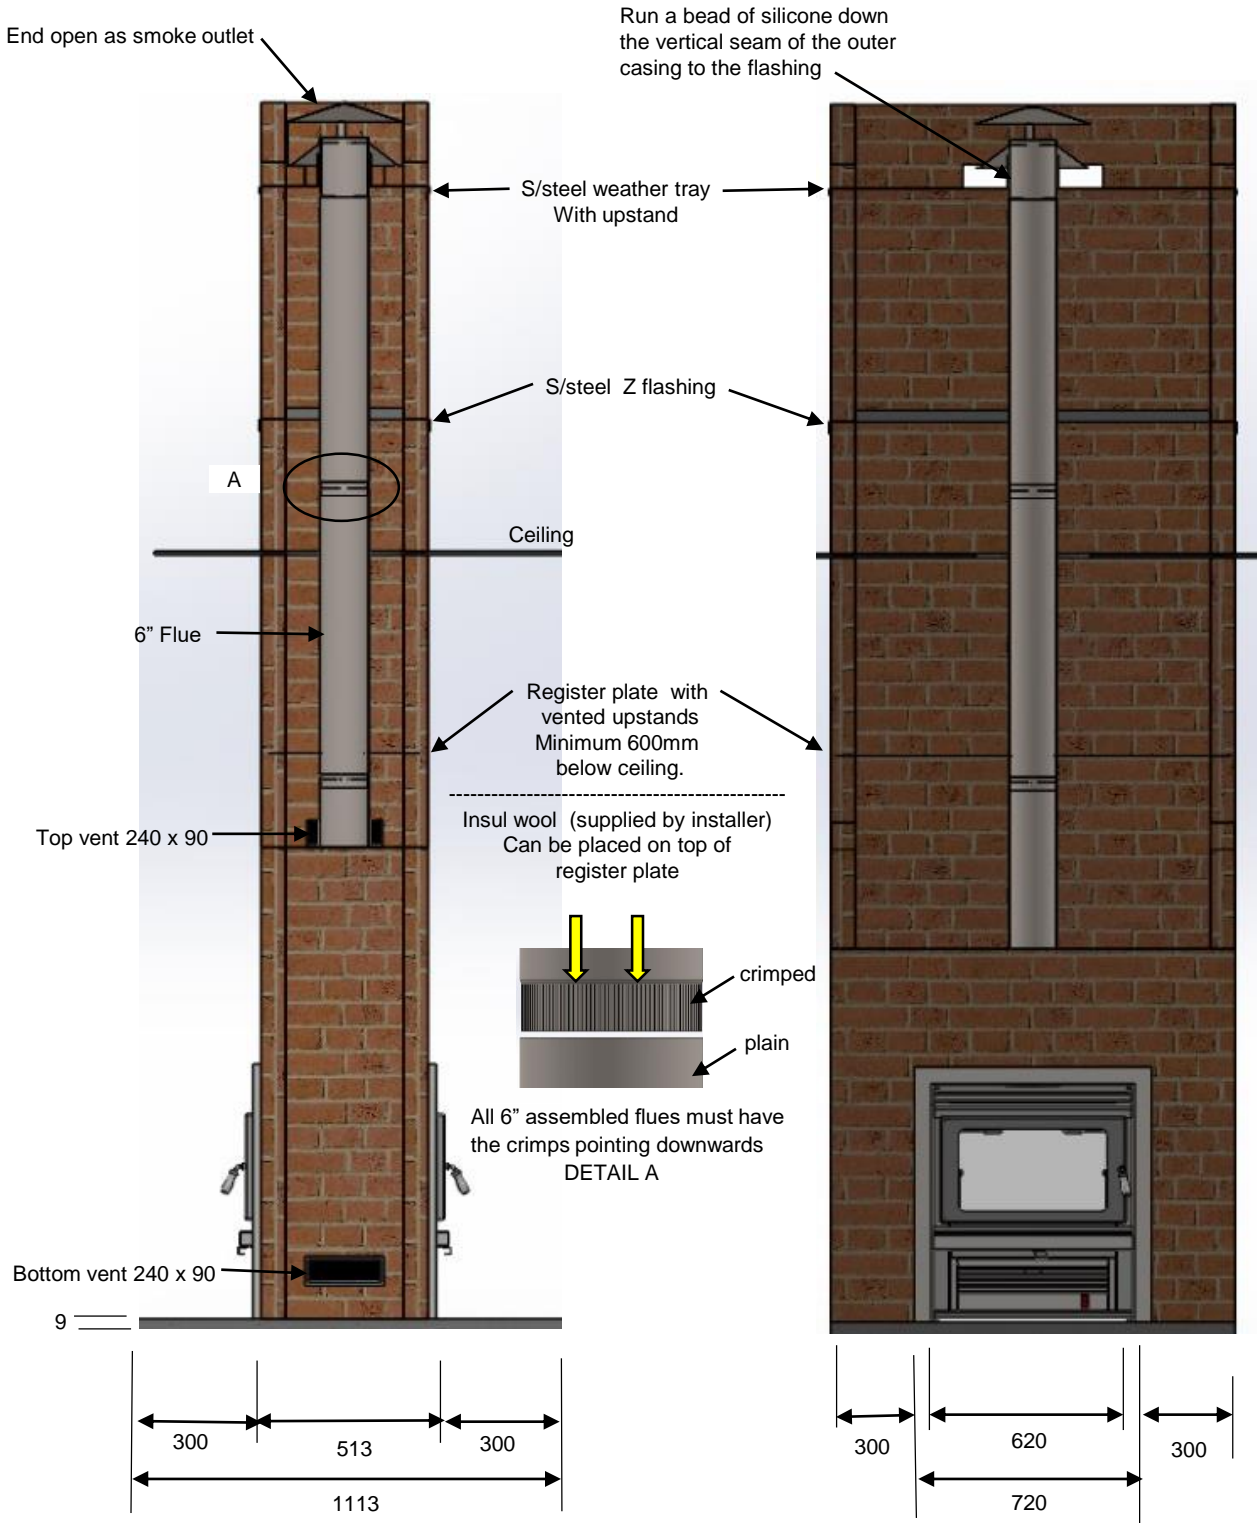 End open as smoke outlet
Run a bead of silicone down
the vertical seam of the outer
casing to the flashing
S/steel weather tray
With upstand
S/steel Z flashing
A
Ceiling
6” Flue
Register plate with
vented upstands
Minimum 600mm
below ceiling.
Top vent 240 x 90
Insul wool (supplied by installer)
Can be placed on top of
register plate
crimped
plain
All 6” assembled flues must have
the crimps pointing downwards
DETAIL A
Bottom vent 240 x 90
9
300
513
300
1113
300
620
300
720